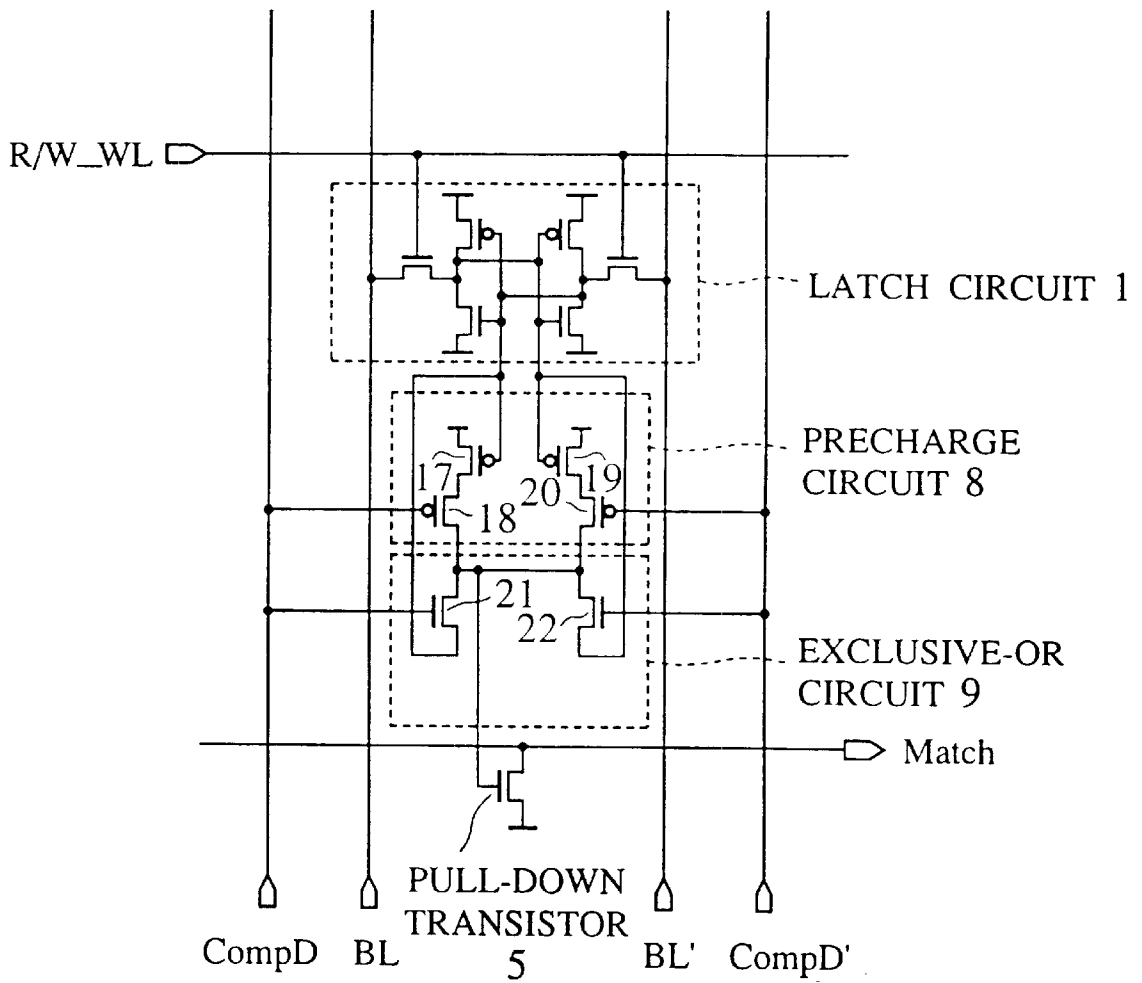 R/W_WL
LATCH CIRCUIT 1
PRECHARGE
CIRCUIT 8
17
19
20
18
21
22
EXCLUSIVE-OR
CIRCUIT 9
Match
PULL-DOWN
TRANSISTOR
5
CompD
BL
BL'
CompD'